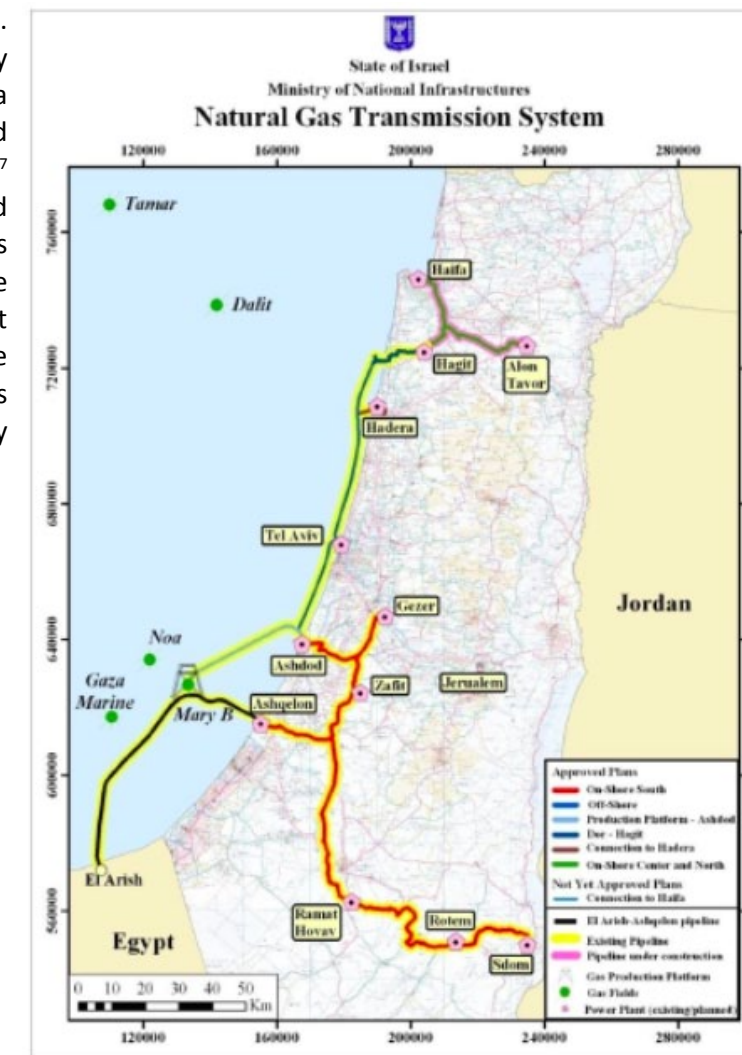 .
y
a
d
7
d
s
e
t
e
s
y
State of Israel
Ministry of National Infrastructures
Natural Gas Transmission System
120000 160000 200000 240000 280000
760000
720000
680000
640000
600000
560000
Tamar
Dalit
Haifa
Hagit
Alon
Tavor
Hadera
Tel Aviv
Gezer
Jordan
Noa
Ashdod
Gaza
Marine
Mary B
Ashqelon
Zafit
Jerualem
El Arish
Egypt
Ramat
Hovav
Rotem
Sdom
Approved Plans
On-Shore South
Off-Shore
Production Platform - Ashdod
Dor - Hagit
Connection to Hadera
On-Shore Center and North
Not Yet Approved Plans
Connection to Haifa
El Arish-Ashqelon pipeline
Existing Pipeline
Pipeline under construction
Gas Production Platform
Gas Fields
Power Plant (existing/planned)
0 10 20 30 40 50
Km
120000 160000 200000 240000 280000